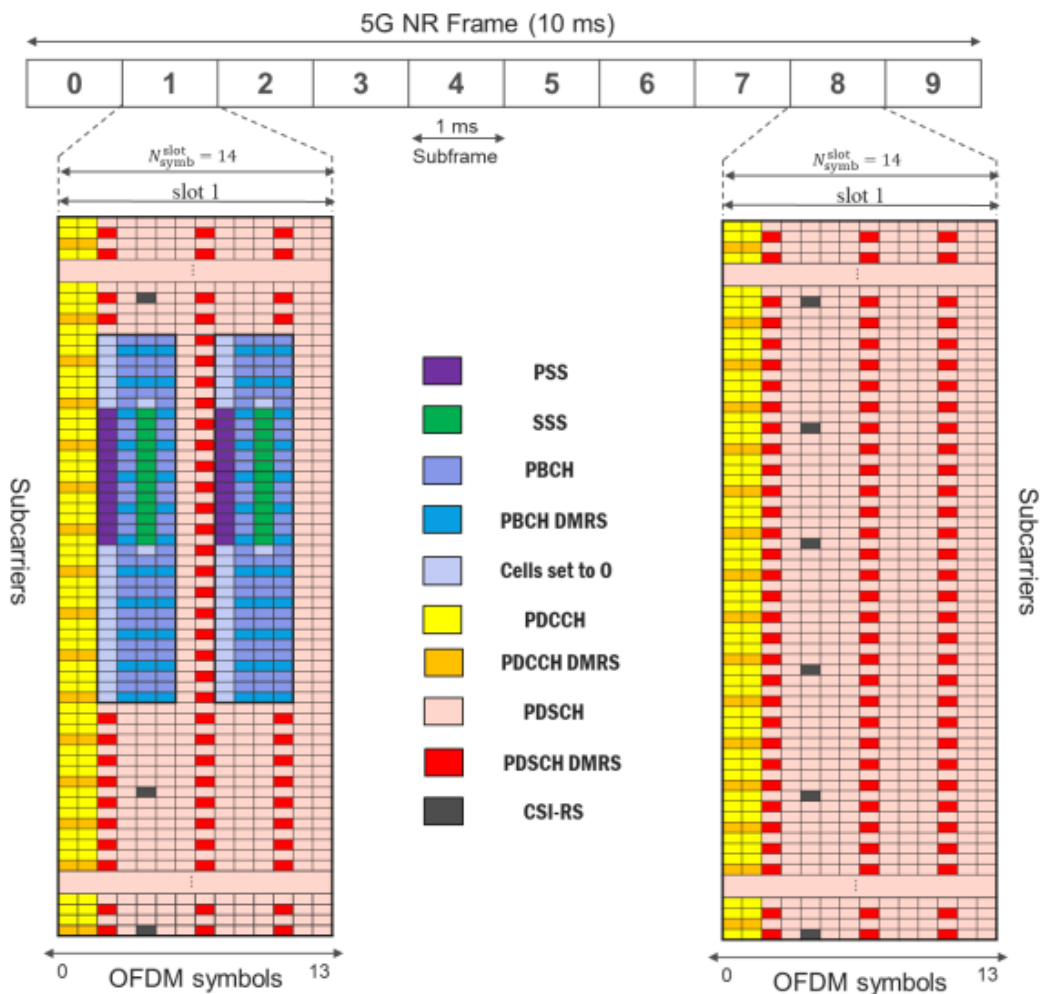 5G NR Frame (10 ms)
0 1 2 3 4 5 6 7 8 9
1 ms
Subframe
N_symb^slot = 14
slot 1
N_symb^slot = 14
slot 1
⋮
⋮
PSS
SSS
PBCH
PBCH DMRS
Cells set to 0
PDCCH
PDCCH DMRS
PDSCH
PDSCH DMRS
CSI-RS
Subcarriers
Subcarriers
⋮
⋮
0 13
OFDM symbols
0 13
OFDM symbols